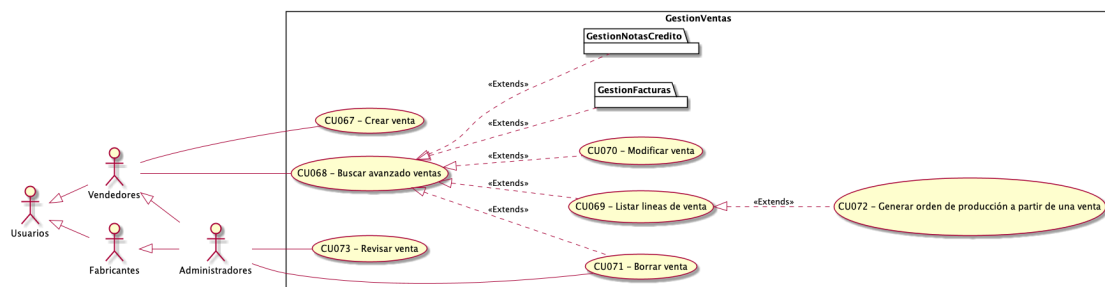 GestionVentas
GestionNotasCredito
«Extends»
GestionFacturas
«Extends»
CU067 – Crear venta
CU070 – Modificar venta
«Extends»
CU068 – Buscar avanzado ventas
«Extends»
CU069 – Listar lineas de venta
«Extends»
CU072 – Generar orden de producción a partir de una venta
«Extends»
Vendedores
Usuarios
CU073 – Revisar venta
CU071 – Borrar venta
Fabricantes
Administradores